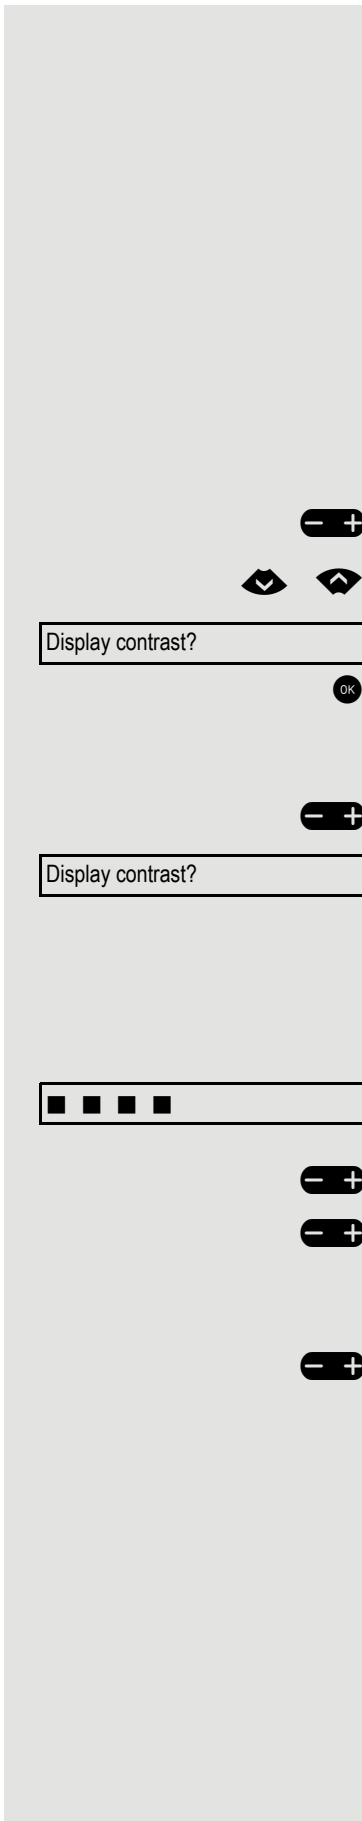 − +
Display contrast?
OK
− +
Display contrast?
■ ■ ■ ■
− +
− +
− +